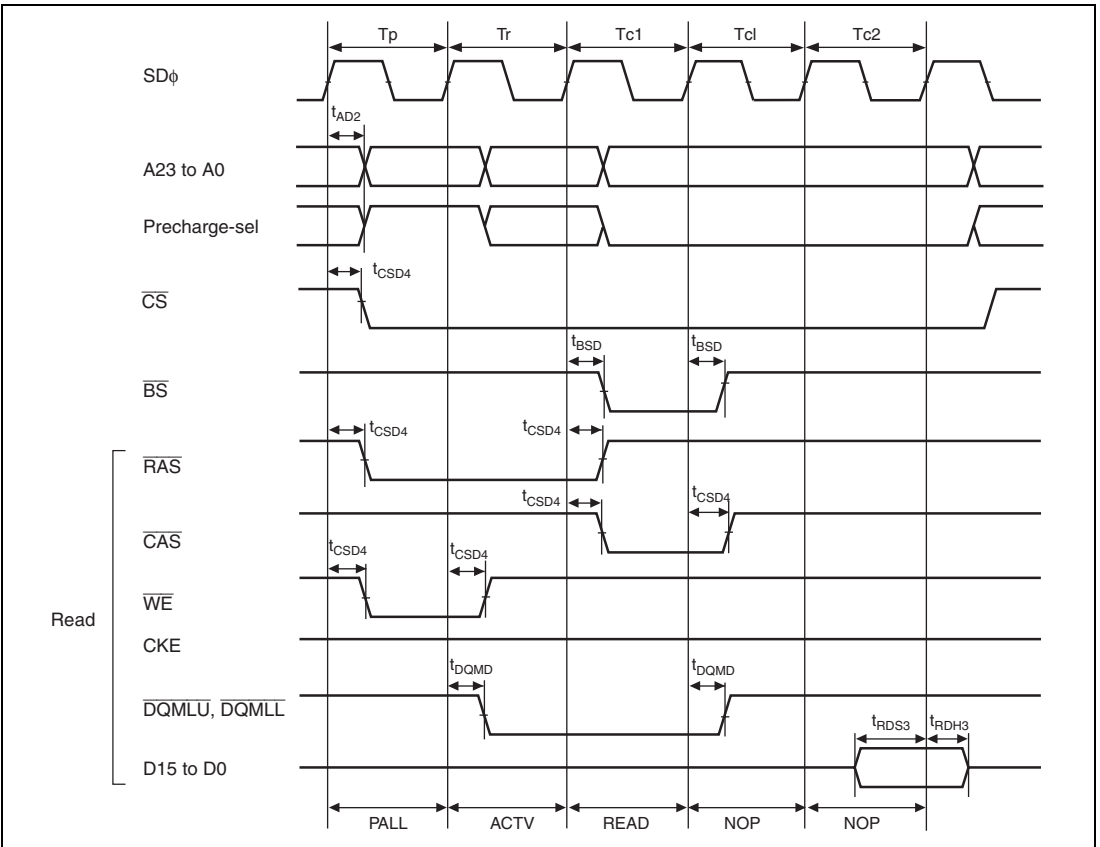 Tp Tr Tc1 Tcl Tc2
SDϕ
tAD2
A23 to A0
Precharge-sel
tCSD4
CS
tBSD tBSD
BS
tCSD4 tCSD4
RAS
tCSD4 tCSD4
CAS
tCSD4 tCSD4
WE
Read
CKE
tDQMD tDQMD
DQMLU, DQMLL
tRDS3 tRDH3
D15 to D0
PALL ACTV READ NOP NOP